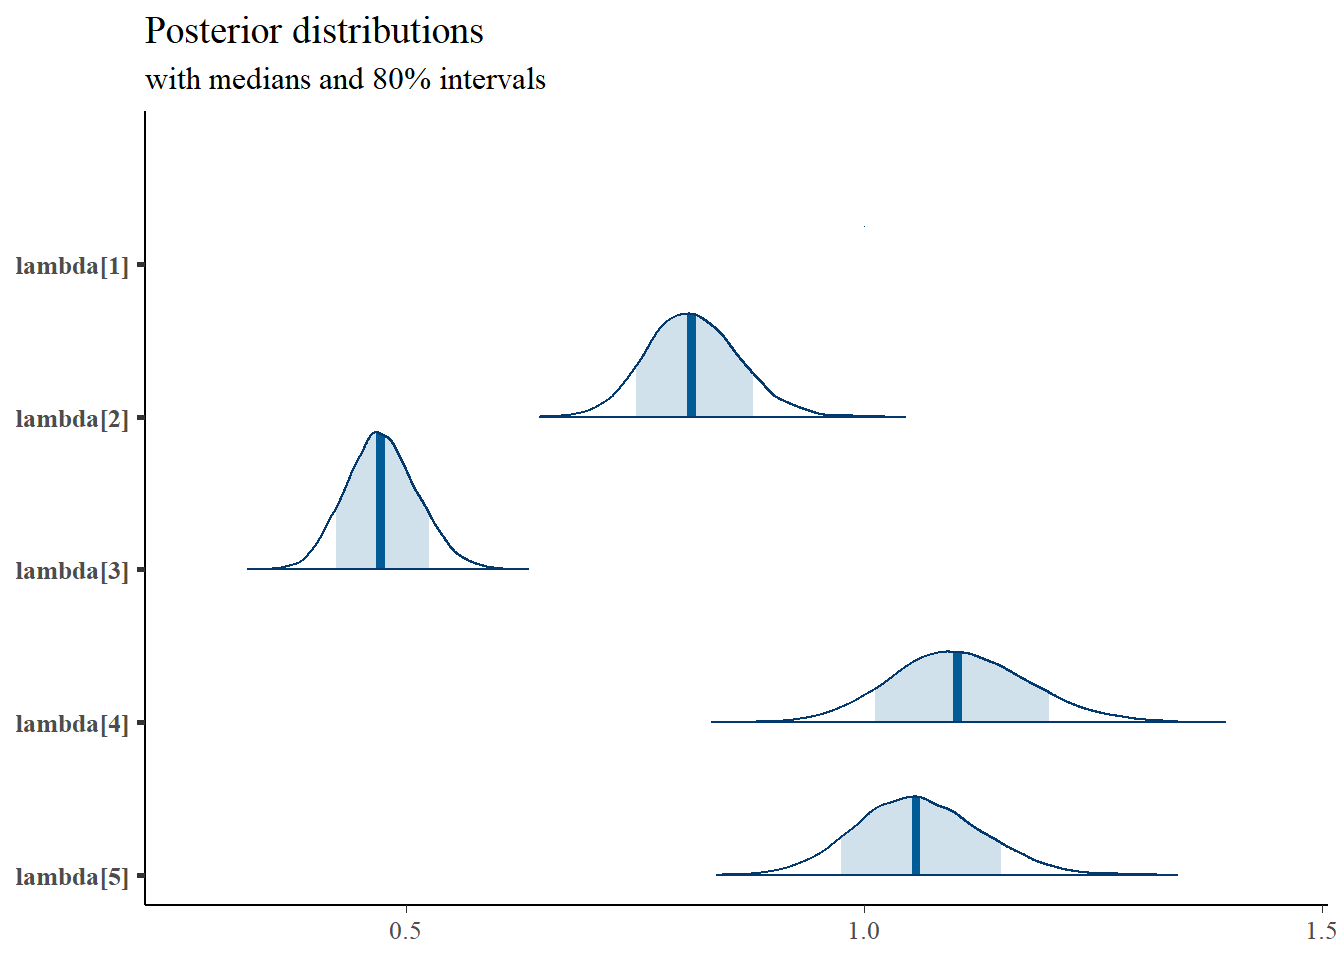 Posterior distributions
with medians and 80% intervals
lambda[1]
lambda[2]
lambda[3]
lambda[4]
lambda[5]
0.5 1.0 1.5